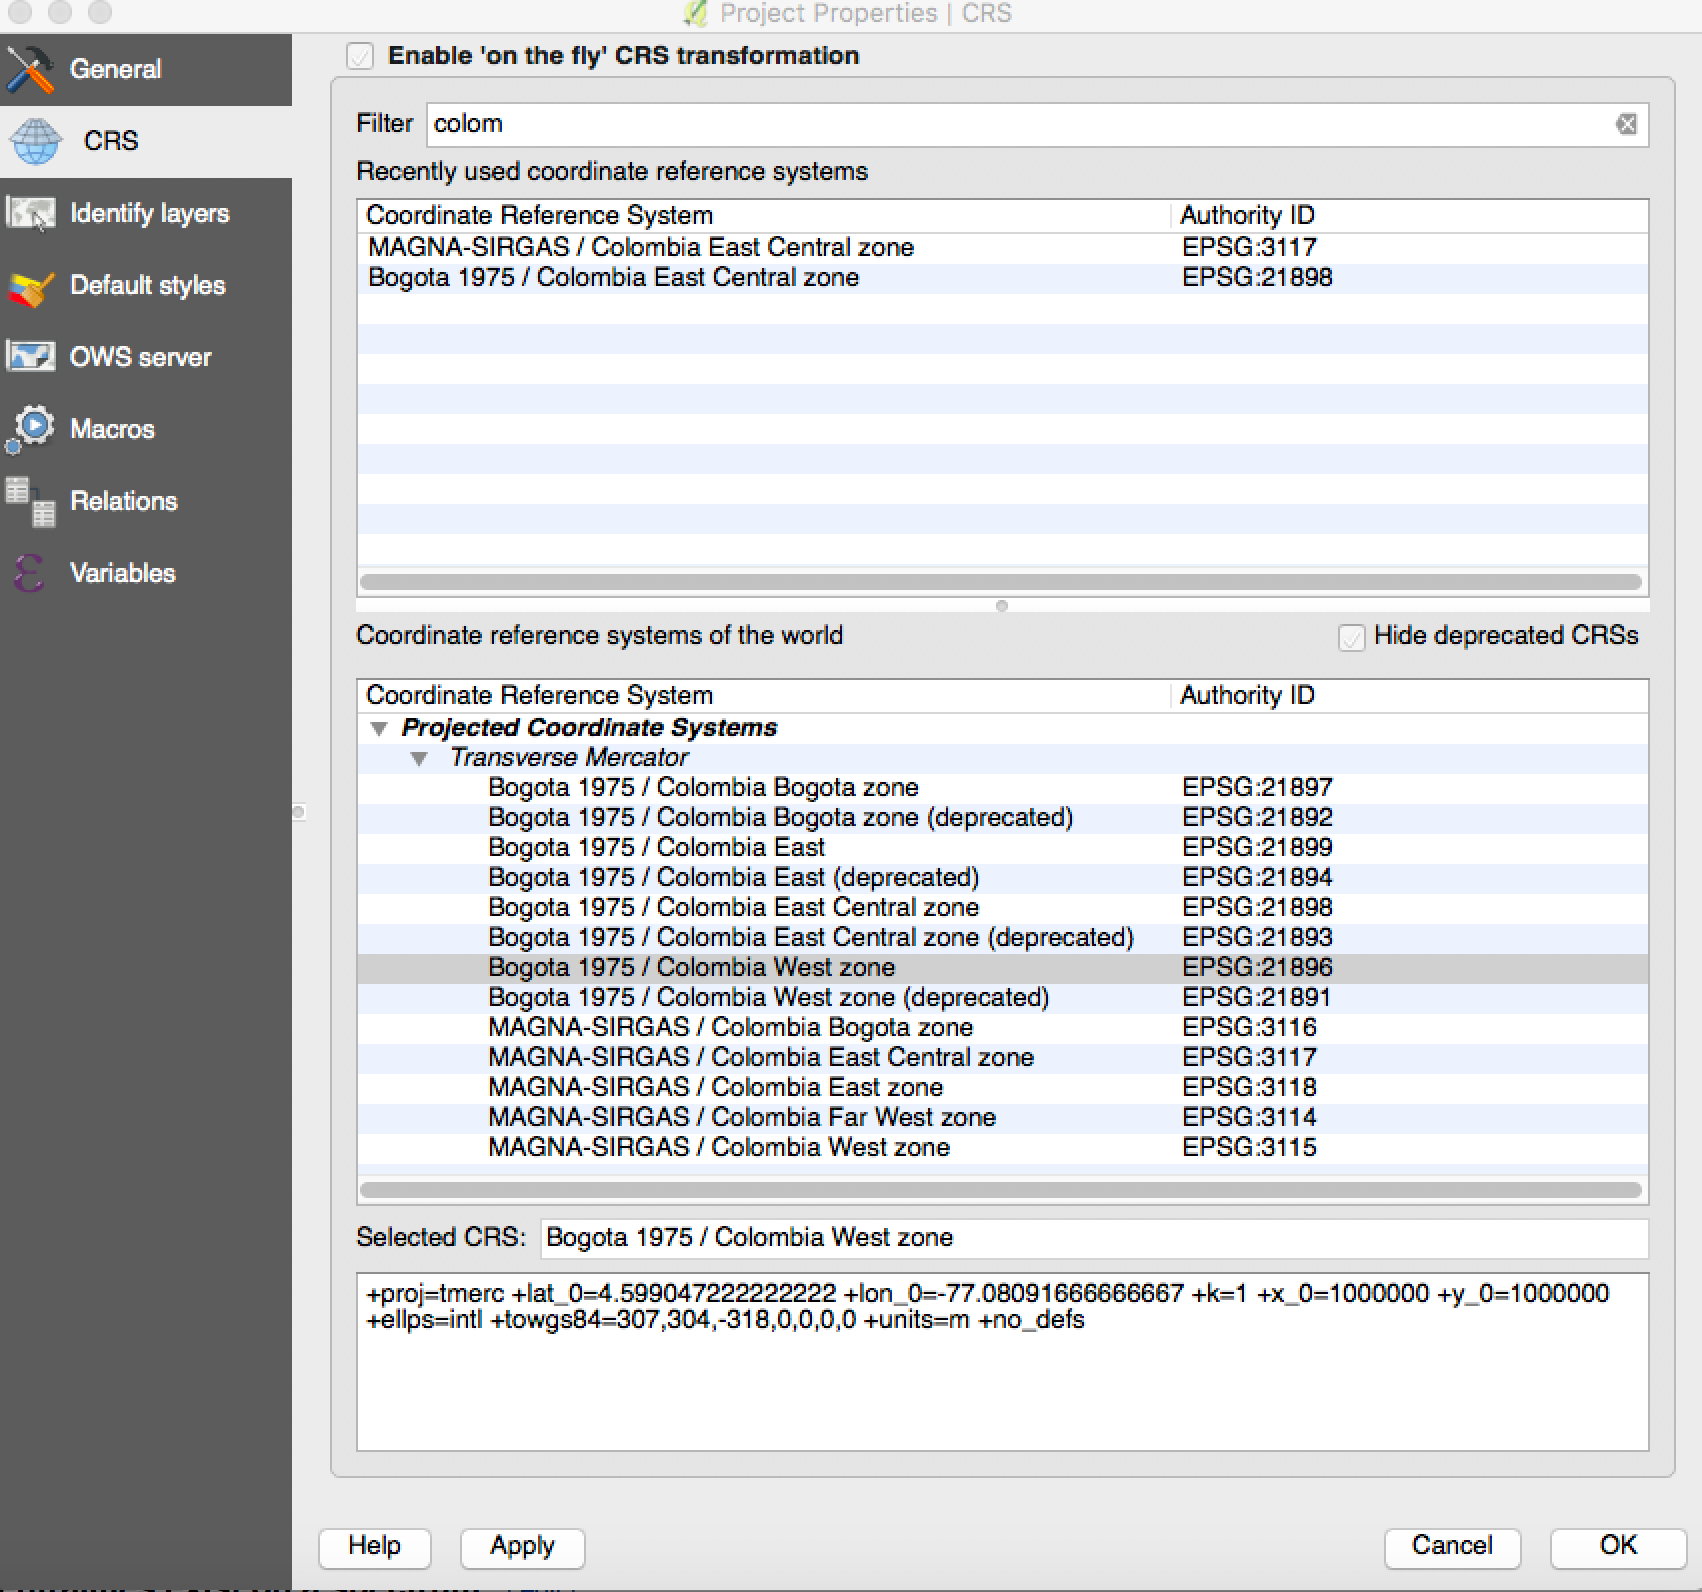 Project Properties | CRS
General
CRS
Identify layers
Default styles
OWS server
Macros
Relations
Variables
Enable 'on the fly' CRS transformation
Filter colom
Recently used coordinate reference systems
Coordinate Reference System Authority ID
MAGNA-SIRGAS / Colombia East Central zone EPSG:3117
Bogota 1975 / Colombia East Central zone EPSG:21898
Coordinate reference systems of the world Hide deprecated CRSs
Coordinate Reference System Authority ID
Projected Coordinate Systems
Transverse Mercator
Bogota 1975 / Colombia Bogota zone EPSG:21897
Bogota 1975 / Colombia Bogota zone (deprecated) EPSG:21892
Bogota 1975 / Colombia East EPSG:21899
Bogota 1975 / Colombia East (deprecated) EPSG:21894
Bogota 1975 / Colombia East Central zone EPSG:21898
Bogota 1975 / Colombia East Central zone (deprecated) EPSG:21893
Bogota 1975 / Colombia West zone EPSG:21896
Bogota 1975 / Colombia West zone (deprecated) EPSG:21891
MAGNA-SIRGAS / Colombia Bogota zone EPSG:3116
MAGNA-SIRGAS / Colombia East Central zone EPSG:3117
MAGNA-SIRGAS / Colombia East zone EPSG:3118
MAGNA-SIRGAS / Colombia Far West zone EPSG:3114
MAGNA-SIRGAS / Colombia West zone EPSG:3115
Selected CRS: Bogota 1975 / Colombia West zone
+proj=tmerc +lat_0=4.599047222222222 +lon_0=-77.08091666666667 +k=1 +x_0=1000000 +y_0=1000000
+ellps=intl +towgs84=307,304,-318,0,0,0,0 +units=m +no_defs
Help Apply Cancel OK